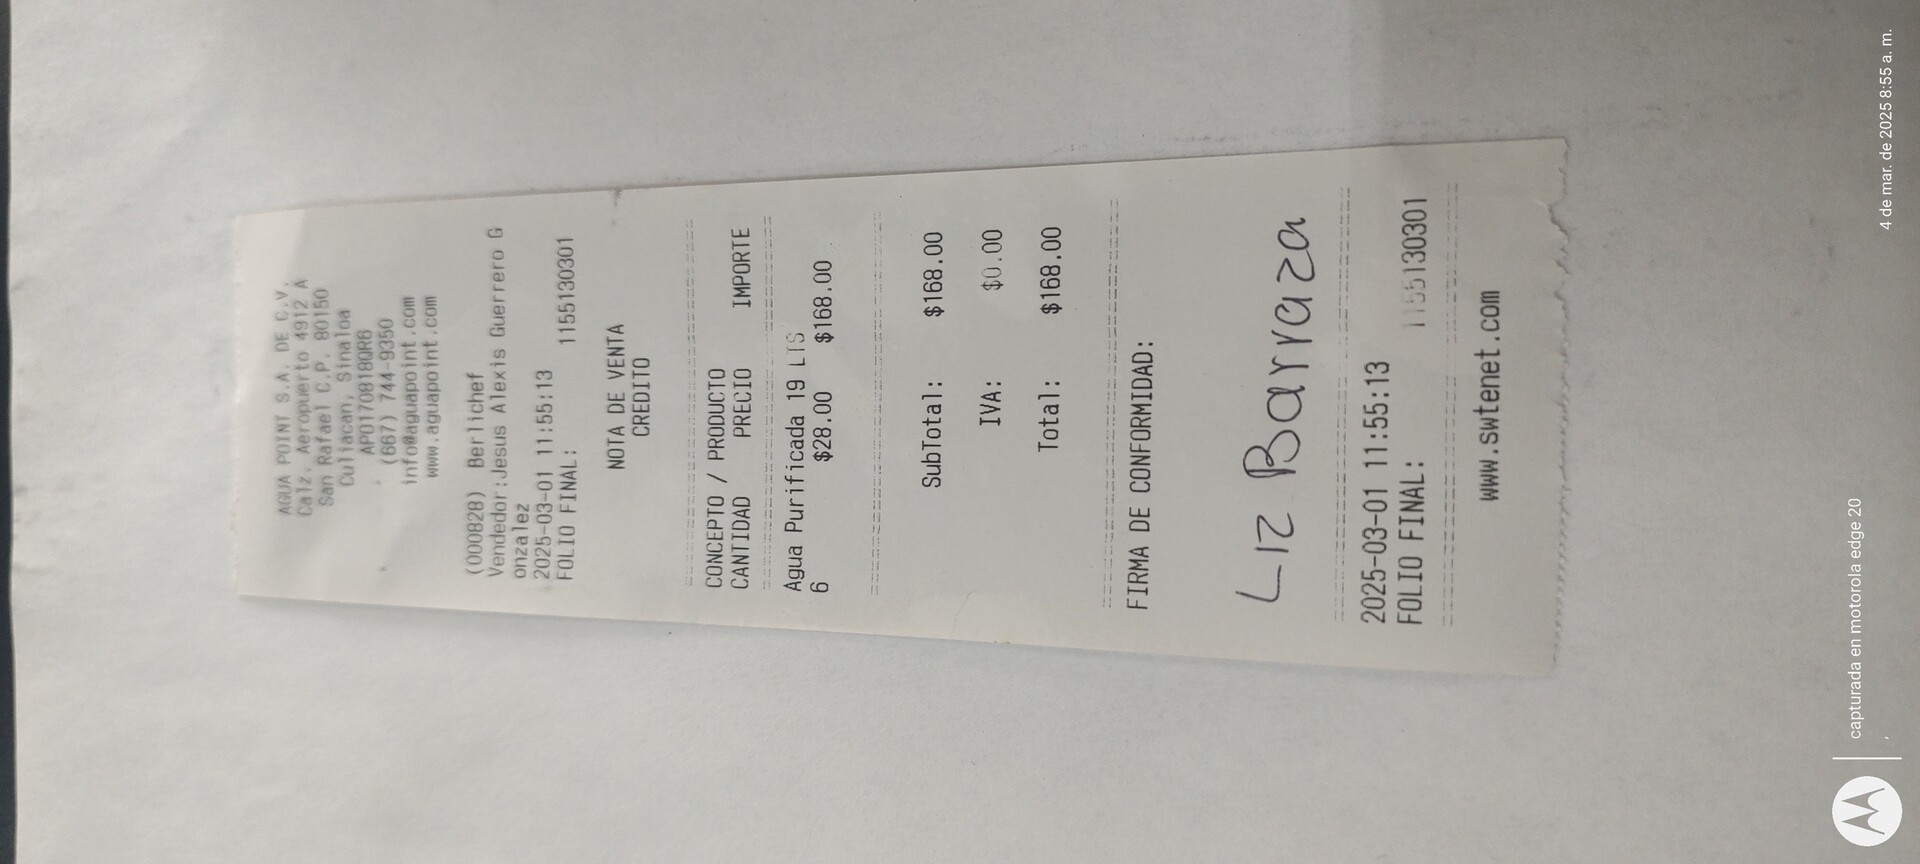 AGUA POINT S.A. DE C.V.
Calz. Aeropuerto 4912 A
San Rafael C.P. 80150
Culiacan, Sinaloa
APO170818QR6
(667) 744-9350
info@aguapoint.com
www.aguapoint.com
(000828) Berlichef
Vendedor:Jesus Alexis Guerrero G
onzalez
2025-03-01 11:55:13
FOLIO FINAL: 1155130301
NOTA DE VENTA
CREDITO
CONCEPTO / PRODUCTO
CANTIDAD PRECIO IMPORTE
Agua Purificada 19 LTS
6 $28.00 $168.00
SubTotal: $168.00
IVA: $0.00
Total: $168.00
FIRMA DE CONFORMIDAD:
Liz Barraza
2025-03-01 11:55:13
FOLIO FINAL: 1155130301
www.swtenet.com
capturada en motorola edge 20
4 de mar. de 2025 8:55 a. m.